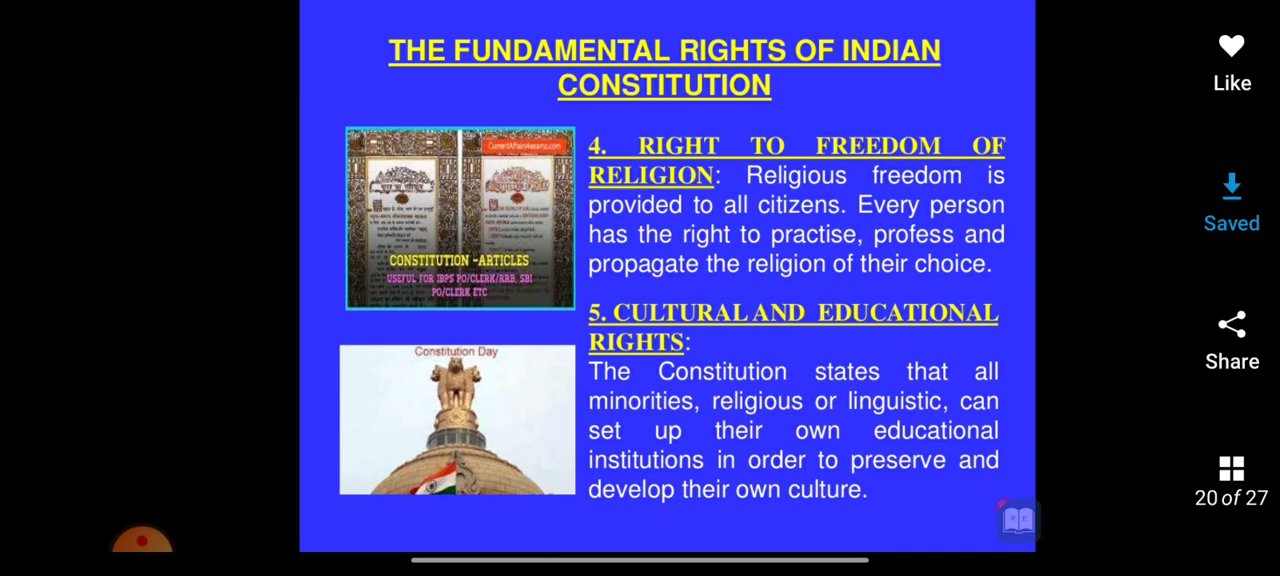 THE FUNDAMENTAL RIGHTS OF INDIAN
CONSTITUTION
CurrentAffairs4exams.com
CONSTITUTION -ARTICLES
USEFUL FOR IBPS PO/CLERK/RRB, SBI
PO/CLERK ETC
4. RIGHT TO FREEDOM OF
RELIGION: Religious freedom is
provided to all citizens. Every person
has the right to practise, profess and
propagate the religion of their choice.
Constitution Day
5. CULTURAL AND EDUCATIONAL
RIGHTS:
The Constitution states that all
minorities, religious or linguistic, can
set up their own educational
institutions in order to preserve and
develop their own culture.
Like
Saved
Share
20 of 27